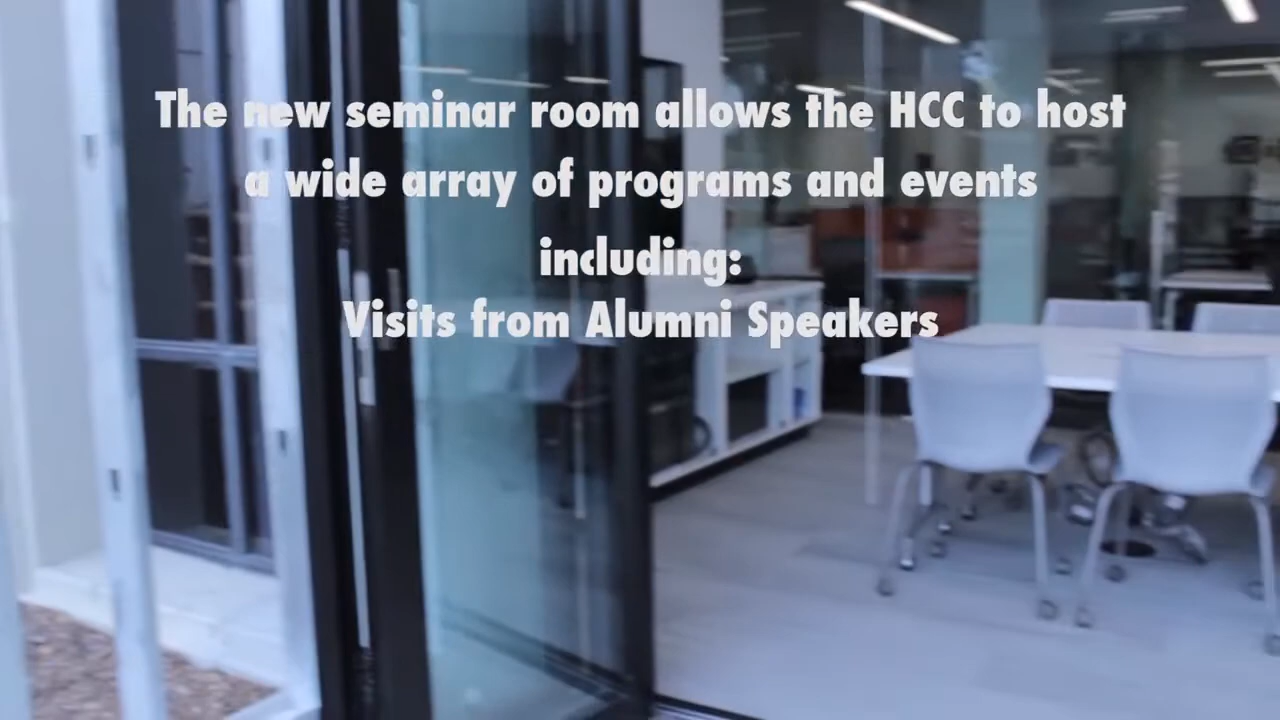 The new seminar room allows the HCC to host
a wide array of programs and events
including:
Visits from Alumni Speakers